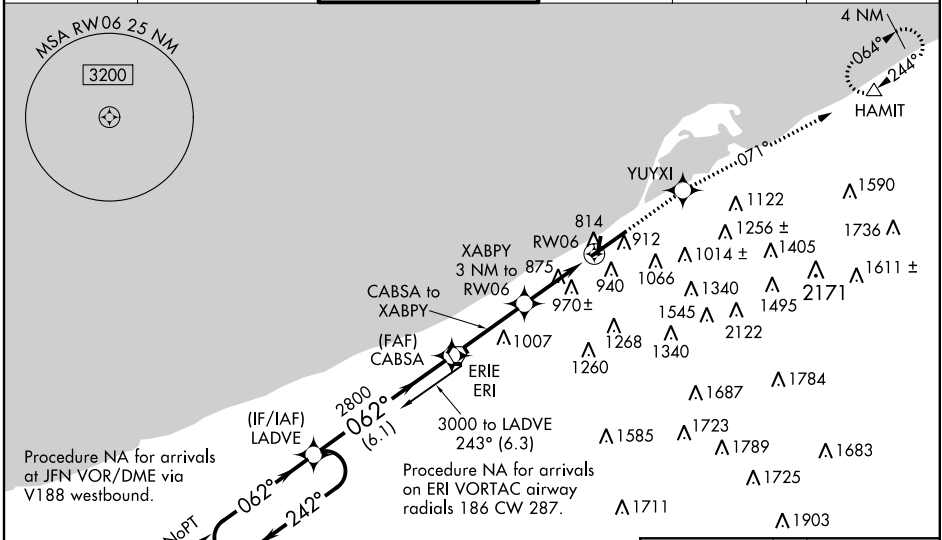 MSA RW06 25 NM
3200
4 NM
064°
244°
HAMIT
071°
YUYXI
1122
1590
1256 ±
1736
814
RW06
912
1014 ±
1405
XABPY
3 NM to
RW06
875
940
1066
1611 ±
2171
970±
1340
1495
CABSA to
XABPY
1545
2122
1268
1340
(FAF)
CABSA
1007
1260
ERIE
ERI
1784
1687
2800
062°
(6.1)
3000 to LADVE
243° (6.3)
(IF/IAF)
LADVE
1585
1723
1789
1683
Procedure NA for arrivals
at JFN VOR/DME via
V188 westbound.
Procedure NA for arrivals
on ERI VORTAC airway
radials 186 CW 287.
1725
062°
242°
1711
1903
NoPT